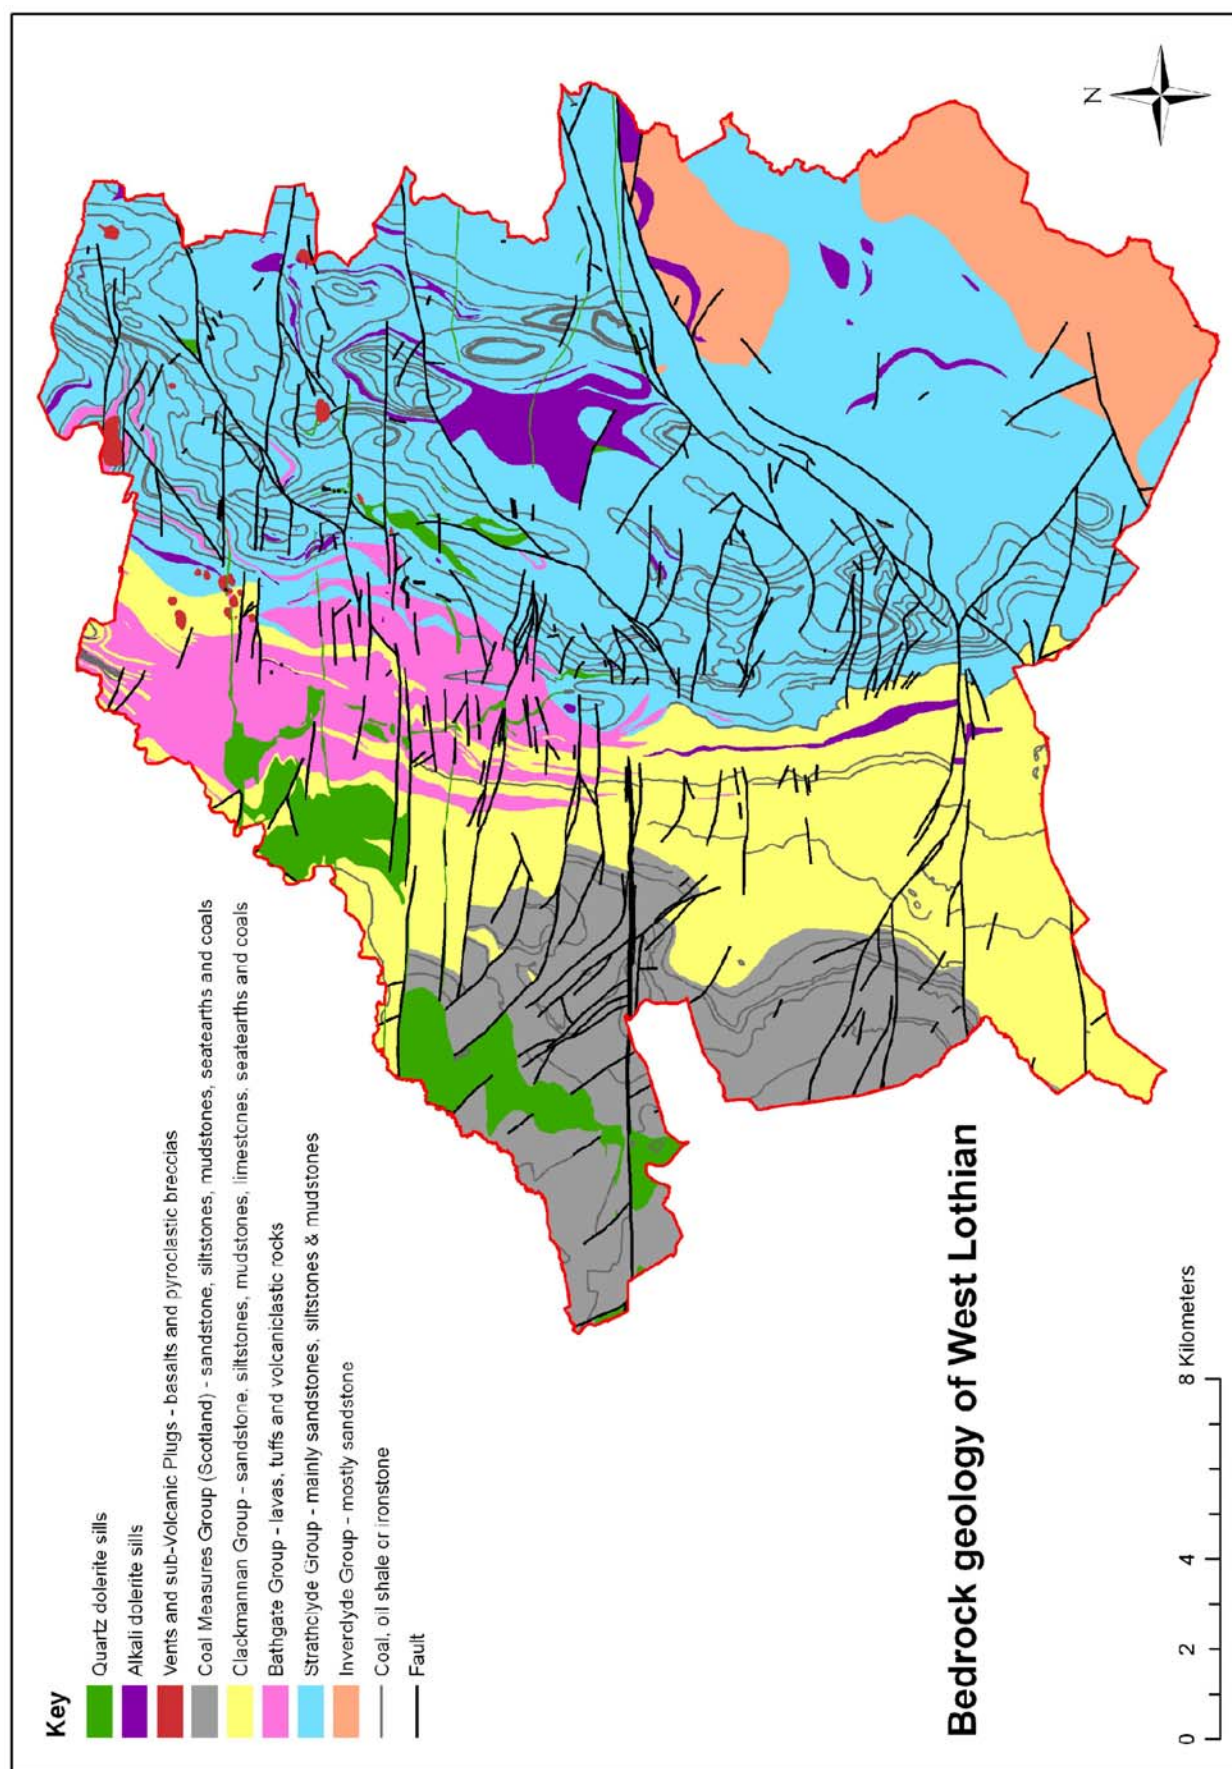 Key
Quartz dolerite sills
Alkali dolerite sills
Vents and sub-Volcanic Plugs - basalts and pyroclastic breccias
Coal Measures Group (Scotland) - sandstone, siltstones, mudstones, seatearths and coals
Clackmannan Group - sandstone, siltstones, mudstones, limestones, seatearths and coals
Bathgate Group - lavas, tuffs and volcaniclastic rocks
Strathclyde Group - mainly sandstones, siltstones & mudstones
Inverclyde Group - mostly sandstone
Coal, oil shale or ironstone
Fault
N
Bedrock geology of West Lothian
0 2 4 8 Kilometers